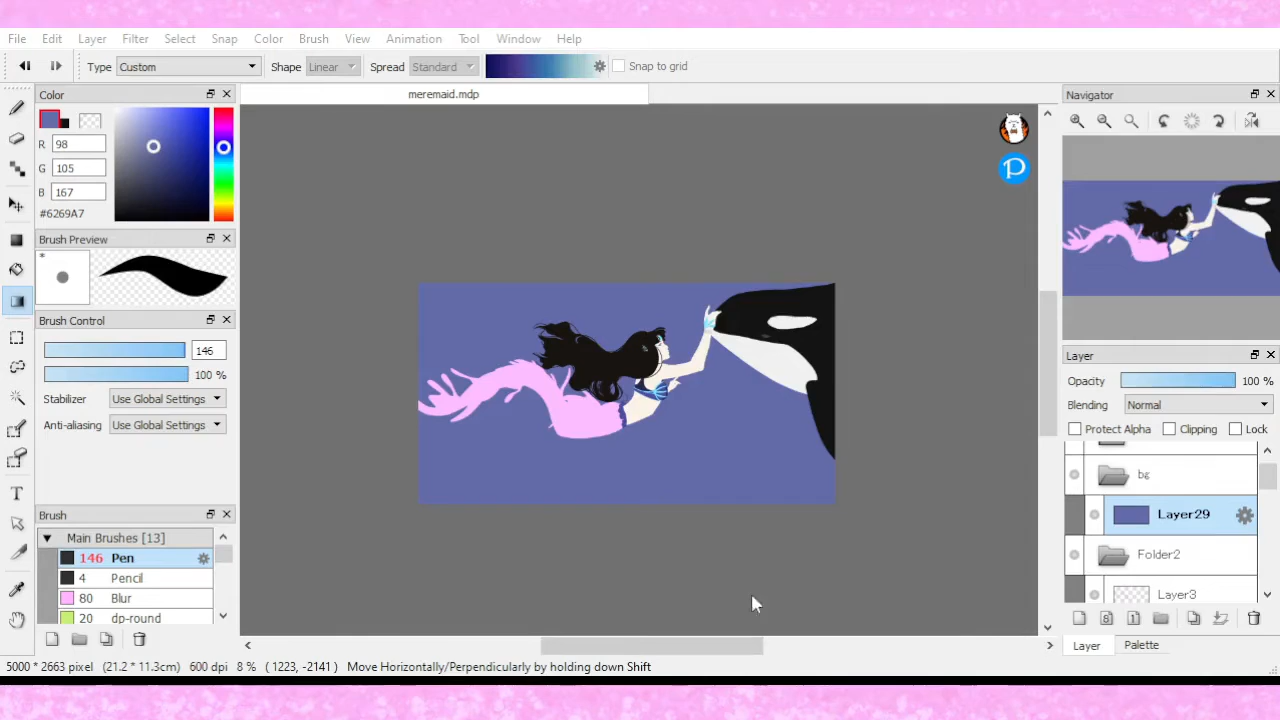 File Edit Layer Filter Select Snap Color Brush View Animation Tool Window Help
Type Custom Shape Linear Spread Standard Snap to grid
Color
meremaid.mdp
Navigator
R 98
G 105
B 167
#6269A7
Brush Preview
*
Brush Control
146
100 %
Stabilizer Use Global Settings
Anti-aliasing Use Global Settings
Layer
Opacity 100 %
Blending Normal
Protect Alpha Clipping Lock
bg
Layer29
Folder2
Layer3
Brush
Main Brushes [13]
146 Pen
4 Pencil
80 Blur
20 dp-round
T
P
8
1
Layer Palette
5000 * 2663 pixel (21.2 * 11.3cm) 600 dpi 8 % ( 1223, -2141 ) Move Horizontally/Perpendicularly by holding down Shift